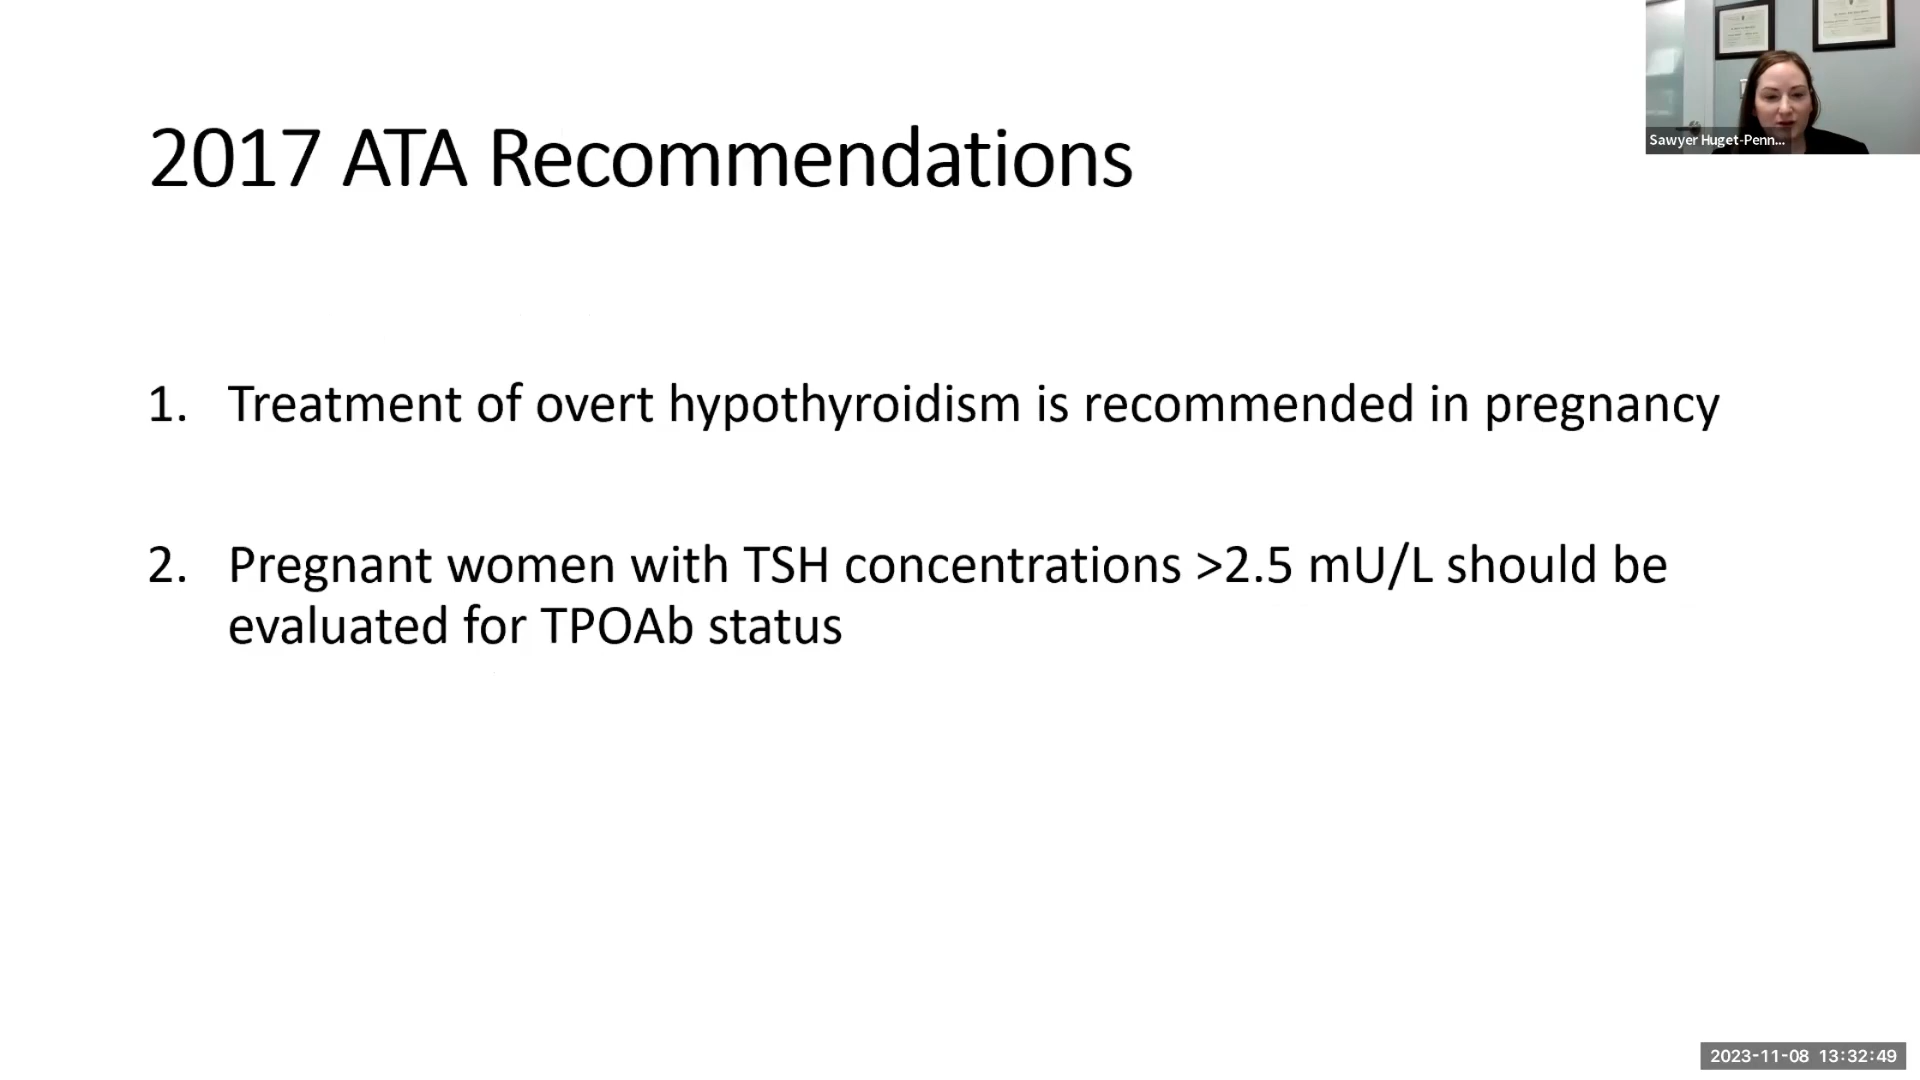 2017 ATA Recommendations
Sawyer Huget-Penn...
1. Treatment of overt hypothyroidism is recommended in pregnancy
2. Pregnant women with TSH concentrations >2.5 mU/L should be
evaluated for TPOAb status
2023-11-08 13:32:49